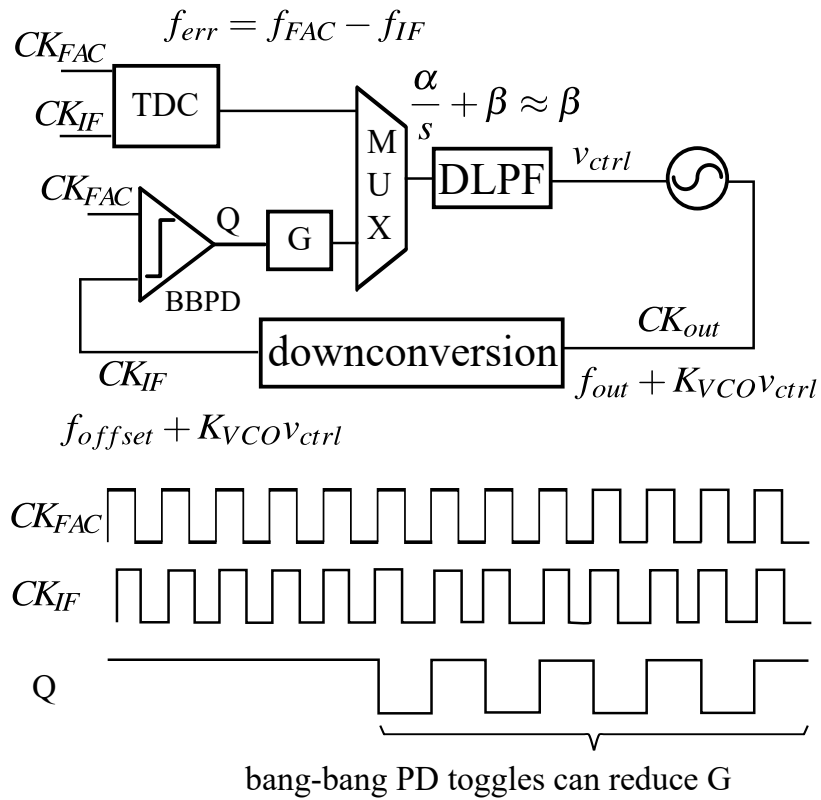 f_err = f_FAC − f_IF
CK_FAC
TDC
CK_IF
α/s + β ≈ β
M
U
X
DLPF
v_ctrl
CK_FAC
Q
G
BBPD
downconversion
CK_out
CK_IF
f_out + K_VCO v_ctrl
f_offset + K_VCO v_ctrl
CK_FAC
CK_IF
Q
bang-bang PD toggles can reduce G